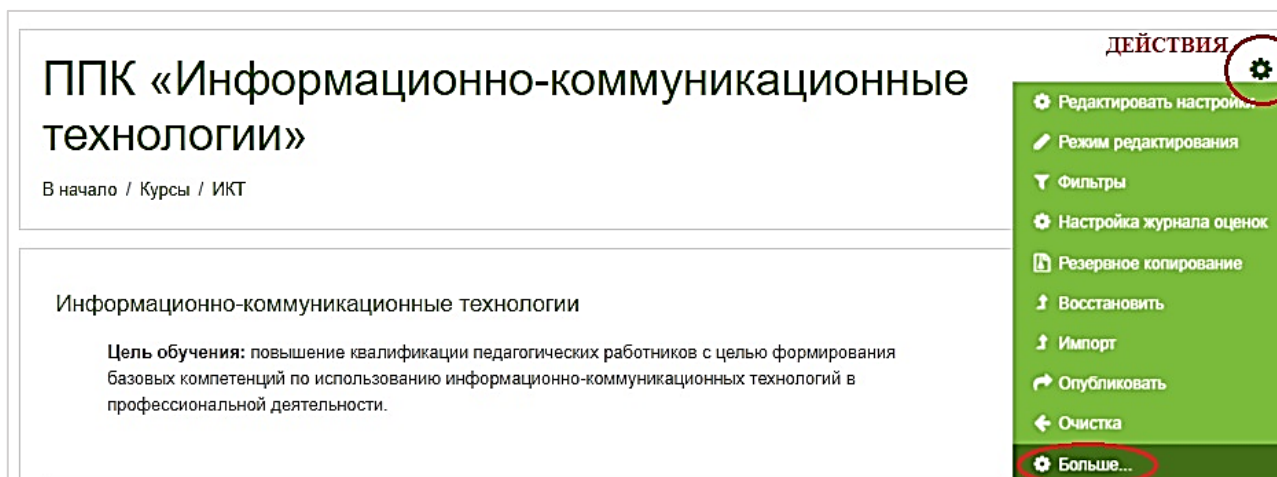 ДЕЙСТВИЯ
ППК «Информационно-коммуникационные
технологии»
В начало / Курсы / ИКТ
Редактировать настройки
Режим редактирования
Фильтры
Настройка журнала оценок
Резервное копирование
Восстановить
Импорт
Опубликовать
Очистка
Больше...
Информационно-коммуникационные технологии
Цель обучения: повышение квалификации педагогических работников с целью формирования
базовых компетенций по использованию информационно-коммуникационных технологий в
профессиональной деятельности.